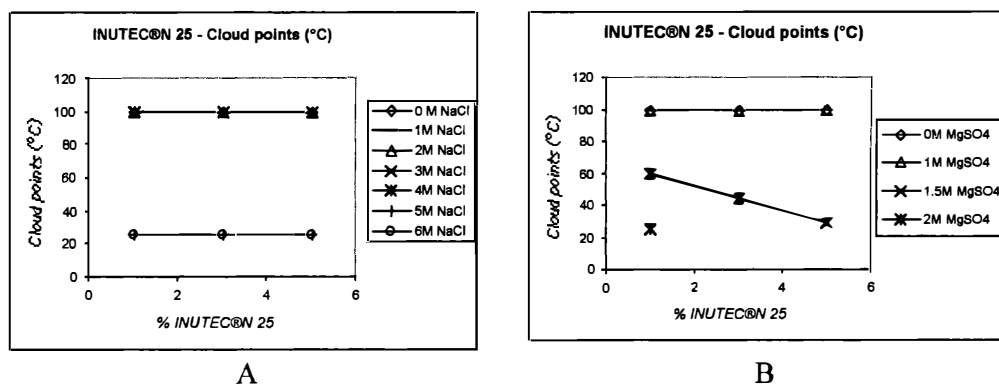 INUTEC®N 25 - Cloud points (°C)
Cloud points (°C)
120
100
80
60
40
20
0
0
2
4
6
% INUTEC®N 25
0 M NaCl
1M NaCl
2M NaCl
3M NaCl
4M NaCl
5M NaCl
6M NaCl
A
INUTEC®N 25 - Cloud points (°C)
Cloud points (°C)
120
100
80
60
40
20
0
0
2
4
6
% INUTEC®N 25
0M MgSO4
1M MgSO4
1.5M MgSO4
2M MgSO4
B